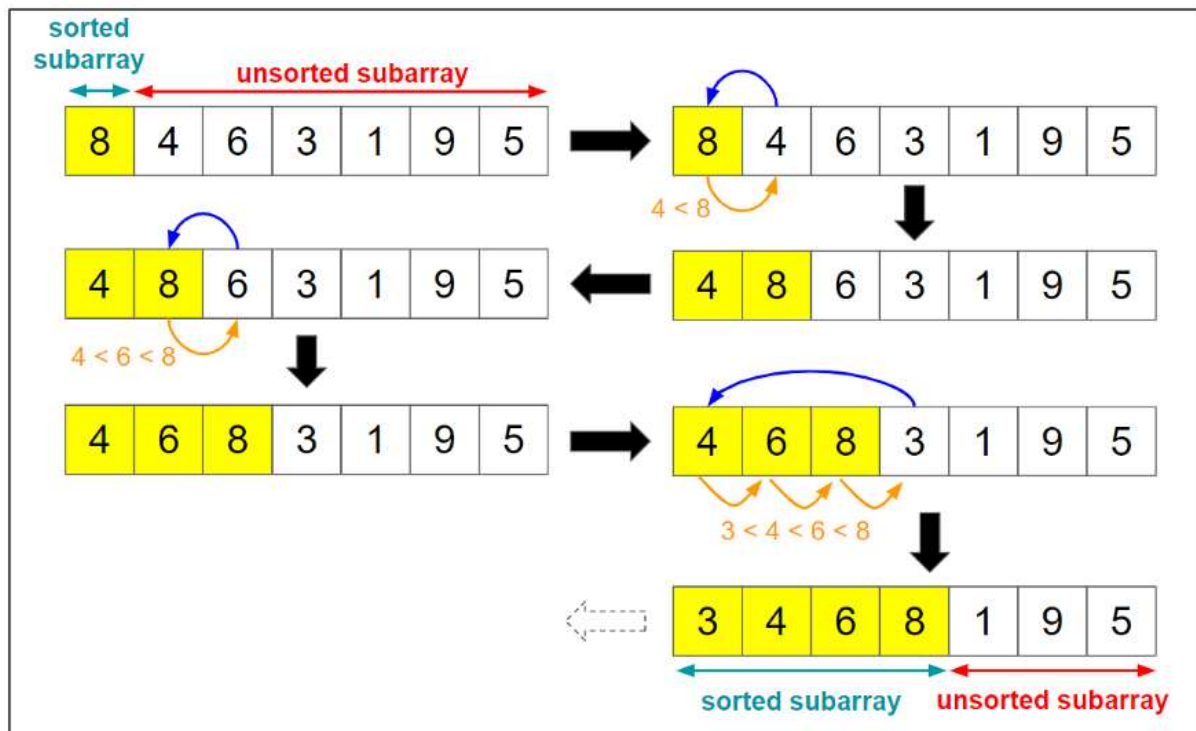 sorted
subarray
unsorted subarray
8 4 6 3 1 9 5
8 4 6 3 1 9 5
4 < 8
4 8 6 3 1 9 5
4 8 6 3 1 9 5
4 < 6 < 8
4 6 8 3 1 9 5
4 6 8 3 1 9 5
3 < 4 < 6 < 8
3 4 6 8 1 9 5
sorted subarray
unsorted subarray